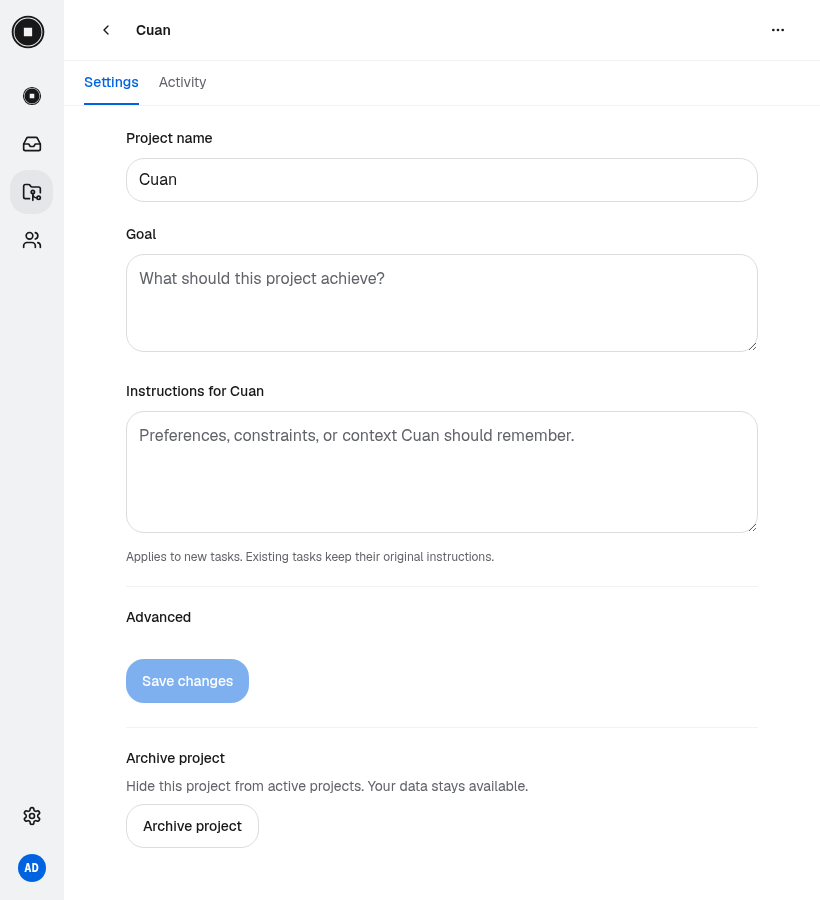 Cuan
Settings
Activity
Project name
Cuan
Goal
What should this project achieve?
Instructions for Cuan
Preferences, constraints, or context Cuan should remember.
Applies to new tasks. Existing tasks keep their original instructions.
Advanced
Save changes
Archive project
Hide this project from active projects. Your data stays available.
Archive project
AD